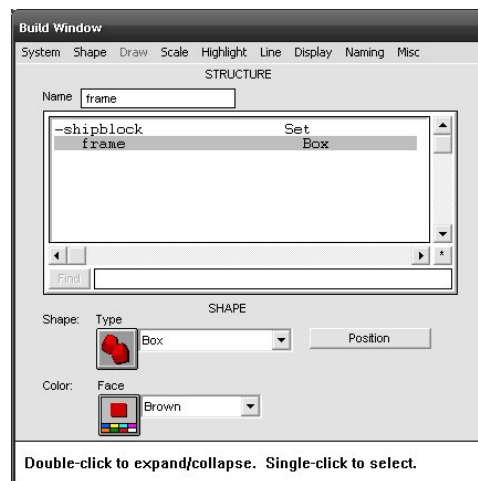 Build Window
System Shape Draw Scale Highlight Line Display Naming Misc
STRUCTURE
Name frame
-shipblock Set
frame Box
*
Find
SHAPE
Shape: Type
Box
Position
Color: Face
Brown
Double-click to expand/collapse. Single-click to select.